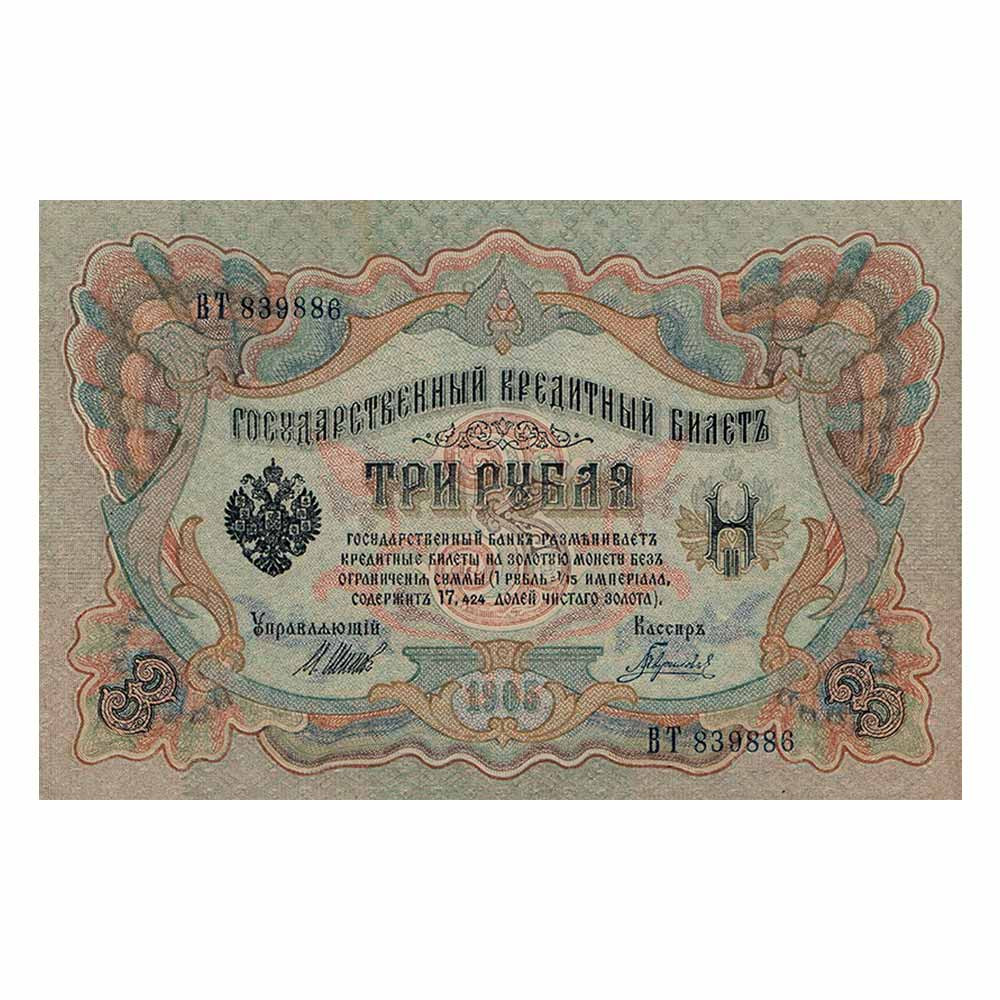 ВТ 839886
ГОСУДАРСТВЕННЫЙ КРЕДИТНЫЙ БИЛЕТЪ
ТРИ РУБЛЯ
ГОСУДАРСТВЕННЫЙ БАНКЪ РАЗМѢНИВАЕТЪ
КРЕДИТНЫЕ БИЛЕТЫ НА ЗОЛОТУЮ МОНЕТУ БЕЗЪ
ОГРАНИЧЕНІЯ СУММЫ (1 РУБЛЬ = 1/15 ИМПЕРІАЛА,
СОДЕРЖИТЪ 17,424 ДОЛЕЙ ЧИСТАГО ЗОЛОТА).
Управляющій Кассиръ
И. Шипов
3 1905 3
ВТ 839886